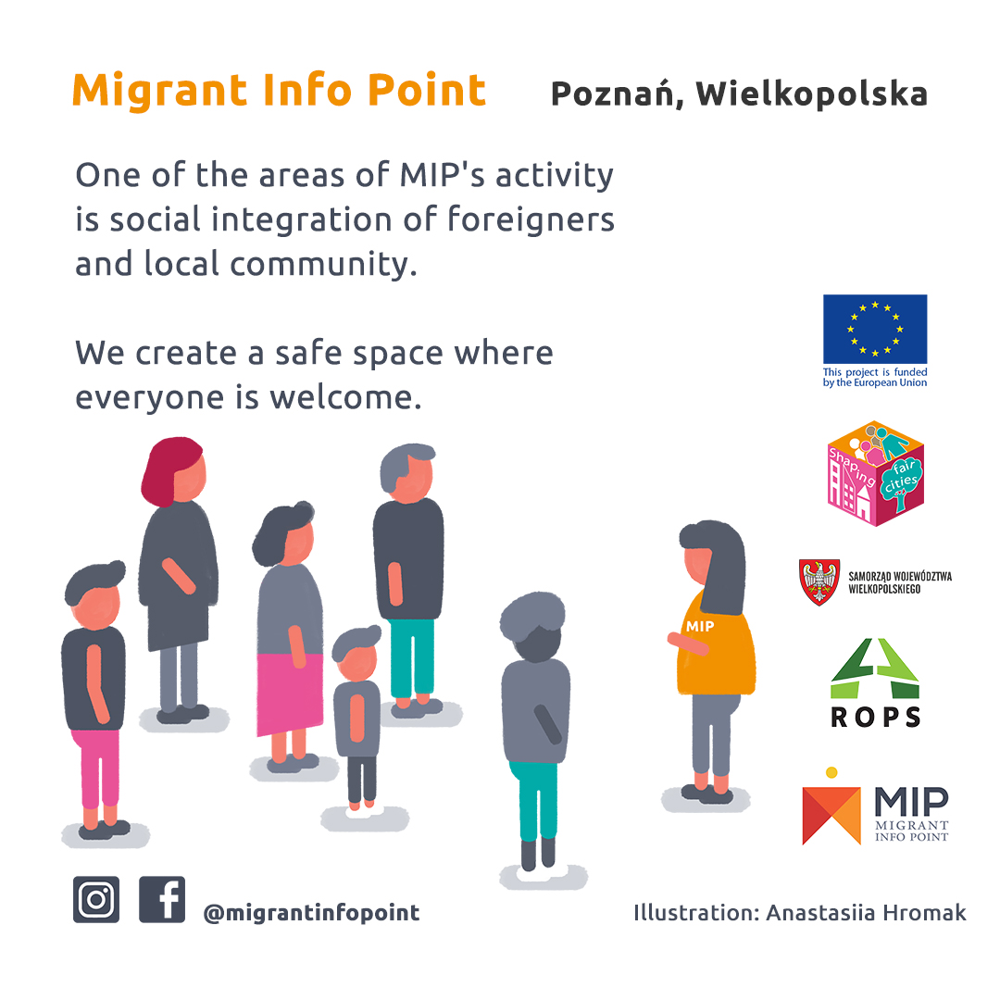 Migrant Info Point
Poznań, Wielkopolska
One of the areas of MIP's activity
is social integration of foreigners
and local community.
We create a safe space where
everyone is welcome.
This project is funded
by the European Union
Shaping
fair
cities
SAMORZĄD WOJEWÓDZTWA
WIELKOPOLSKIEGO
MIP
ROPS
MIP
MIGRANT
INFO POINT
@migrantinfopoint
Illustration: Anastasiia Hromak